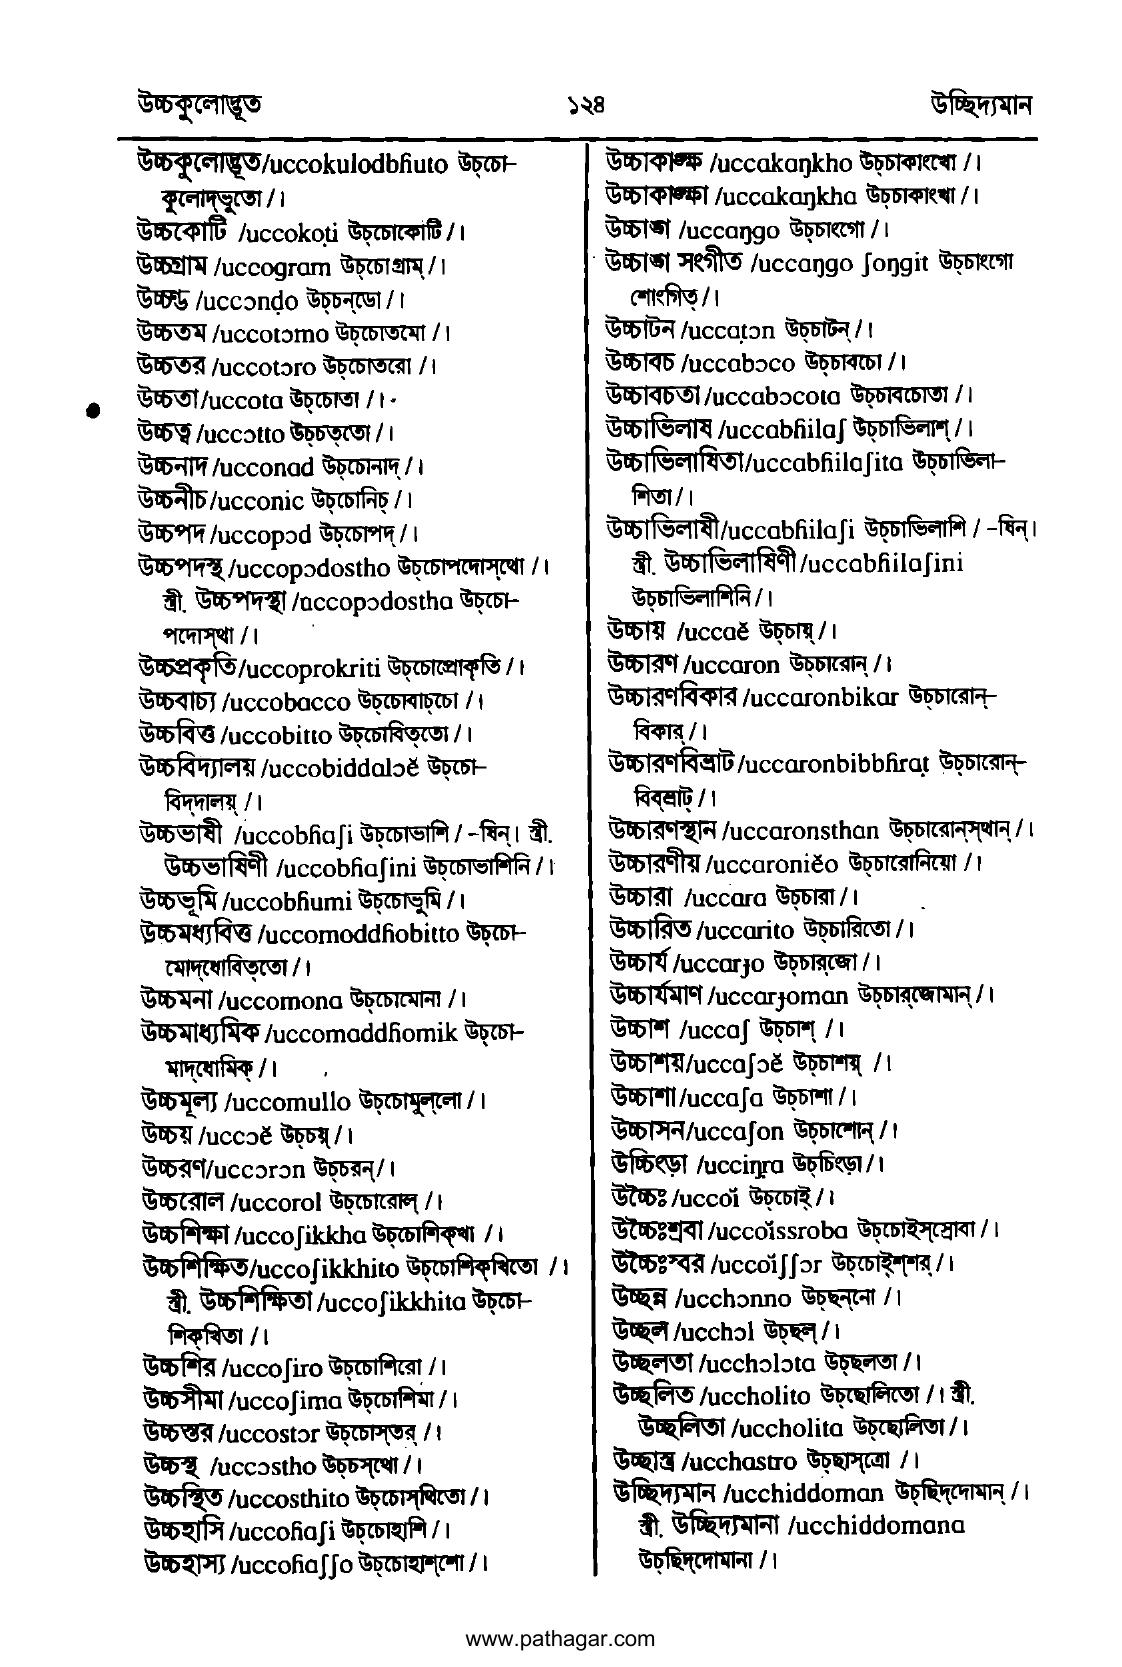 উচ্চকুলোদ্ভূত ১২৪ উচ্ছিদ্যমান
উচ্চকুলোদ্ভূত/uccokulodbɦuto উচ্‌চো-
কুলোদ্‌ভুতো/।
উচ্চকোটি /uccokoṭi উচ্‌চোকোটি/।
উচ্চগ্রাম /uccogram উচ্‌চোগ্রাম্/।
উচ্চণ্ড /uccɔnḍo উচ্‌চন্‌ডো/।
উচ্চতম /uccotɔmo উচ্‌চোতমো/।
উচ্চতর /uccotɔro উচ্‌চোতরো/।
উচ্চতা/uccota উচ্‌চোতা/।
উচ্চত্ব /uccɔtto উচ্‌চত্‌তো/।
উচ্চনাদ /ucconad উচ্‌চোনাদ্/।
উচ্চনীচ/ucconic উচ্‌চোনিচ্/।
উচ্চপদ /uccopɔd উচ্‌চোপদ্/।
উচ্চপদস্থ /uccopɔdostho উচ্‌চোপদোস্‌থো/।
স্ত্রী. উচ্চপদস্থা /uccopɔdostha উচ্‌চো-
পদোস্‌থা/।
উচ্চপ্রকৃতি/uccoprokriti উচ্‌চোপ্রোকৃতি/।
উচ্চবাচ্য /uccobacco উচ্‌চোবাচ্‌চো/।
উচ্চবিত্ত /uccobitto উচ্‌চোবিত্‌তো/।
উচ্চবিদ্যালয় /uccobiddalɔĕ উচ্‌চো-
বিদ্‌দালয়্/।
উচ্চভাষী /uccobɦaʃi উচ্‌চোভাশি/ -ষিন্। স্ত্রী.
উচ্চভাষিণী /uccobɦaʃini উচ্‌চোভাশিনি/।
উচ্চভূমি /uccobɦumi উচ্‌চোভুমি/।
উচ্চমধ্যবিত্ত /uccomoddɦobitto উচ্‌চো-
মোদ্‌ধোবিত্‌তো/।
উচ্চমনা /uccomona উচ্‌চোমোনা/।
উচ্চমাধ্যমিক /uccomaddɦomik উচ্‌চো-
মাদ্‌ধোমিক্/।
উচ্চমূল্য /uccomullo উচ্‌চোমুল্‌লো/।
উচ্চয় /uccɔĕ উচ্‌চয়্/।
উচ্চরণ/uccɔrɔn উচ্‌চরন্/।
উচ্চরোল /uccorol উচ্‌চোরোল্/।
উচ্চশিক্ষা /uccoʃikkha উচ্‌চোশিক্‌খা/।
উচ্চশিক্ষিত/uccoʃikkhito উচ্‌চোশিক্‌খিতো/।
স্ত্রী. উচ্চশিক্ষিতা /uccoʃikkhita উচ্‌চো-
শিক্‌খিতা/।
উচ্চশির /uccoʃiro উচ্‌চোশিরো/।
উচ্চসীমা /uccoʃima উচ্‌চোশিমা/।
উচ্চস্তর /uccostɔr উচ্‌চোস্‌তর্/।
উচ্চস্থ /uccɔstho উচ্‌চস্‌থো/।
উচ্চস্থিত /uccosthito উচ্‌চোস্‌থিতো/।
উচ্চহাসি /uccoɦaʃi উচ্‌চোহাশি/।
উচ্চহাস্য /uccoɦaʃʃo উচ্‌চোহাশ্‌শো/।
উচ্চাকাঙ্ক্ষ /uccakaŋkho উচ্‌চাকাংখো/।
উচ্চাকাঙ্ক্ষা /uccakaŋkha উচ্‌চাকাংখা/।
উচ্চাঙ্গ /uccaŋgo উচ্‌চাংগো/।
উচ্চাঙ্গ সংগীত /uccaŋgo ʃoŋgit উচ্‌চাংগো
শোংগিত্/।
উচ্চাটন /uccaṭɔn উচ্‌চাটন্/।
উচ্চাবচ /uccabɔco উচ্‌চাবচো/।
উচ্চাবচতা/uccabɔcota উচ্‌চাবচোতা/।
উচ্চাভিলাষ /uccabɦilaʃ উচ্‌চাভিলাশ্/।
উচ্চাভিলাষিতা/uccabɦilaʃita উচ্‌চাভিলা-
শিতা/।
উচ্চাভিলাষী/uccabɦilaʃi উচ্‌চাভিলাশি/ -ষিন্।
স্ত্রী. উচ্চাভিলাষিণী/uccabɦilaʃini
উচ্‌চাভিলাশিনি/।
উচ্চায় /uccaĕ উচ্‌চায়্/।
উচ্চারণ /uccaron উচ্‌চারোন্/।
উচ্চারণবিকার /uccaronbikar উচ্‌চারোন্-
বিকার্/।
উচ্চারণবিভ্রাট/uccaronbibbɦraṭ উচ্‌চারোন্-
বিব্‌ভ্রাট্/।
উচ্চারণস্থান /uccaronsthan উচ্‌চারোনস্‌থান্/।
উচ্চারণীয় /uccaroniĕo উচ্‌চারোনিয়ো/।
উচ্চারা /uccara উচ্‌চারা/।
উচ্চারিত /uccarito উচ্‌চারিতো/।
উচ্চার্য /uccarɟo উচ্‌চার্‌জো/।
উচ্চার্যমাণ /uccarɟoman উচ্‌চার্‌জোমান্/।
উচ্চাশ /uccaʃ উচ্‌চাশ্/।
উচ্চাশয়/uccaʃɔĕ উচ্‌চাশয়্ /।
উচ্চাশা/uccaʃa উচ্‌চাশা/।
উচ্চাসন/uccaʃon উচ্‌চাশোন্/।
উচ্চিংড়া /ucciŋṛa উচ্‌চিংড়া/।
উচ্চৈঃ /uccoĭ উচ্‌চোই্/।
উচ্চৈঃশ্রবা /uccoĭssroba উচ্‌চোইস্‌স্রোবা/।
উচ্চৈঃস্বর /uccoĭʃʃɔr উচ্‌চোই্শ্‌শর্/।
উচ্ছন্ন /ucchɔnno উচ্‌ছন্‌নো/।
উচ্ছল /ucchɔl উচ্‌ছল্/।
উচ্ছলতা /ucchɔlɔta উচ্‌ছলতা/।
উচ্ছলিত /ucchɔlito উচ্‌ছোলিতো/। স্ত্রী.
উচ্ছলিতা /uccholita উচ্‌ছোলিতা/।
উচ্ছাস্ত্র /ucchastro উচ্‌ছাস্‌ত্রো/।
উচ্ছিদ্যমান /ucchiddoman উচ্‌ছিদ্‌দোমান্/।
স্ত্রী. উচ্ছিদ্যমানা /ucchiddomana
উচ্‌ছিদ্‌দোমানা/।
www.pathagar.com